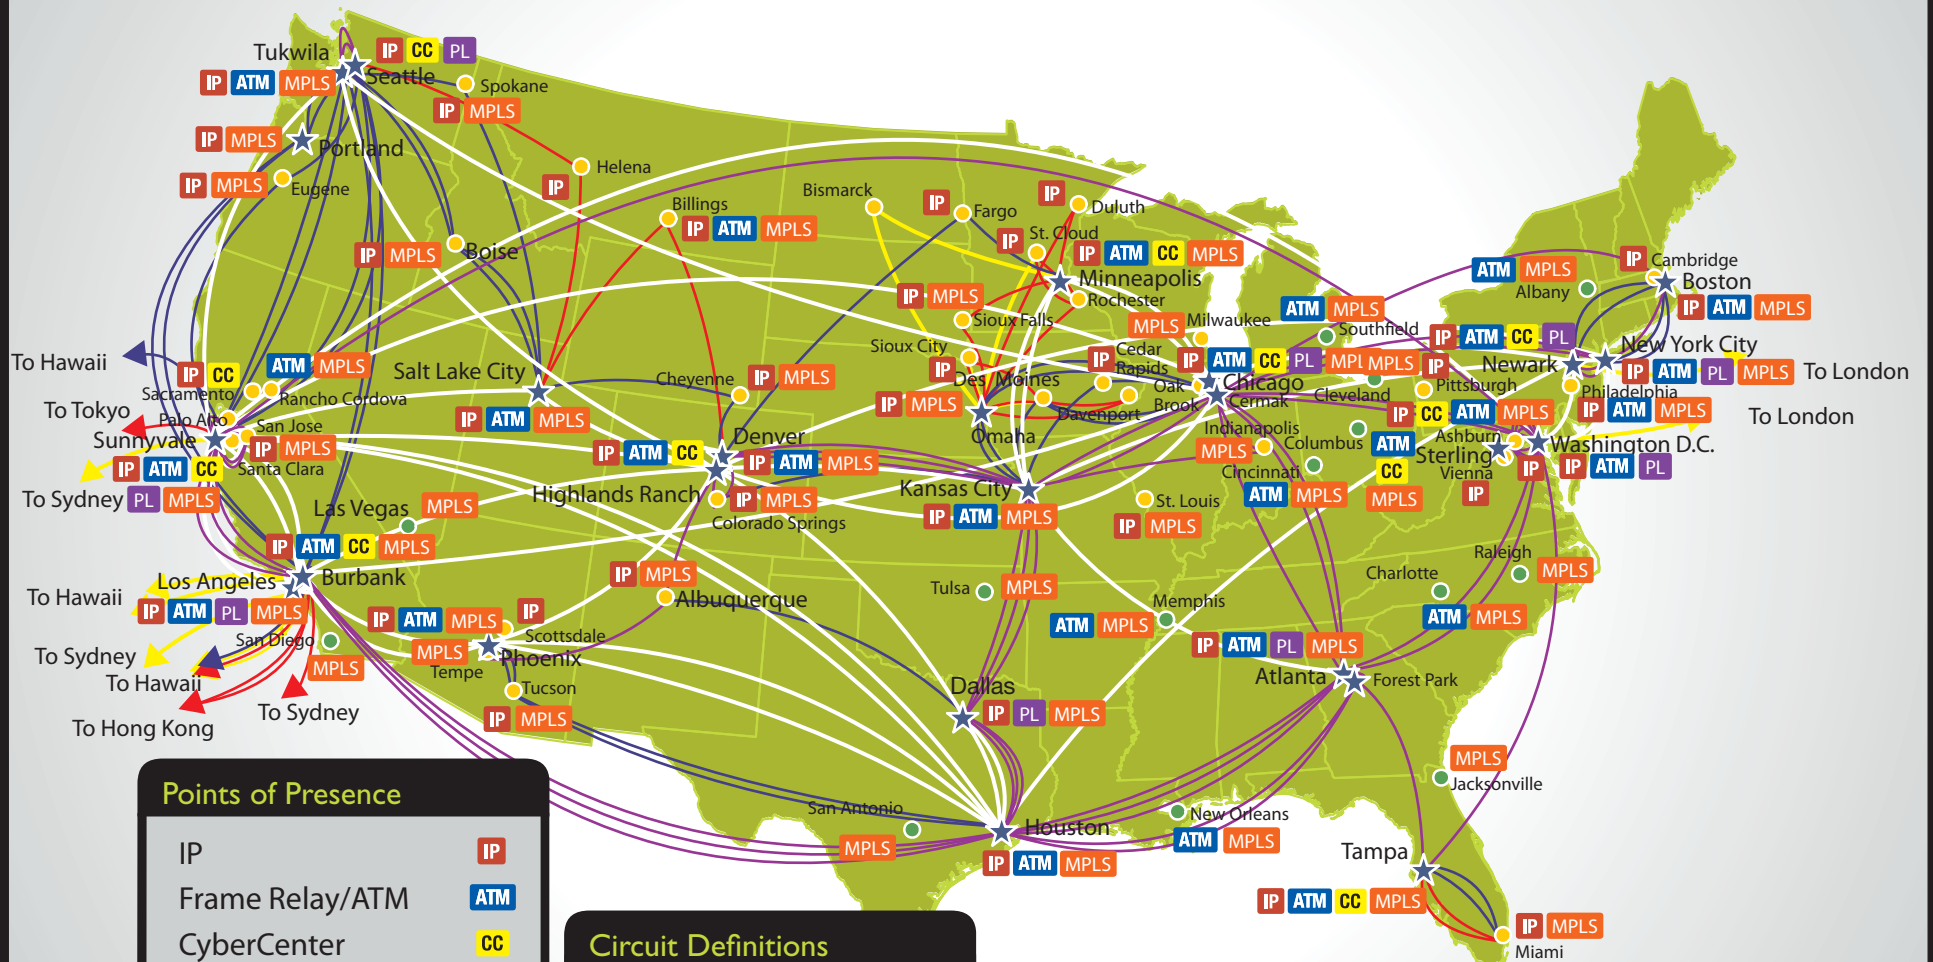 Tukwila
IP CC PL
Seattle
IP ATM MPLS
Spokane
IP MPLS
IP MPLS
Portland
Helena
IP
IP MPLS
Eugene
Bismarck
IP
Fargo
IP
Duluth
Billings
IP ATM MPLS
IP
St. Cloud
IP ATM CC MPLS
Minneapolis
IP MPLS
Boise
IP MPLS
Rochester
Sioux Falls
IP
Cambridge
ATM MPLS
Albany
Boston
IP ATM MPLS
ATM MPLS
MPLS
Milwaukee
Southfield
IP ATM CC PL
New York City
Newark
IP ATM PL MPLS
To London
To London
To Hawaii
IP CC
ATM MPLS
Sacramento
Rancho Cordova
Salt Lake City
IP ATM MPLS
Cheyenne
IP MPLS
Sioux City
IP
IP MPLS
Des Moines
Omaha
IP
Cedar
Rapids
Davenport
IP ATM CC PL MPL
MPLS
IP
Oak
Brook
Chicago
Cermak
Cleveland
Pittsburgh
Philadelphia
IP ATM MPLS
IP CC ATM MPLS
To Tokyo
Palo Alto
Sunnyvale
San Jose
IP MPLS
Santa Clara
IP ATM CC
PL MPLS
To Sydney
Denver
IP ATM CC
IP ATM MPLS
Highlands Ranch
IP MPLS
Colorado Springs
Kansas City
IP ATM MPLS
St. Louis
IP MPLS
Indianapolis
MPLS
Columbus
Cincinnati
ATM MPLS
ATM
CC
MPLS
Ashburn
Sterling
Vienna
IP
IP
Washington D.C.
IP ATM PL
Las Vegas
MPLS
IP ATM CC MPLS
Los Angeles
Burbank
IP ATM PL MPLS
To Hawaii
San Diego
MPLS
To Sydney
To Hawaii
To Hong Kong
To Sydney
IP MPLS
Albuquerque
IP ATM MPLS
IP
Scottsdale
MPLS
Tempe
Phoenix
Tucson
IP MPLS
Tulsa
MPLS
ATM MPLS
Memphis
Raleigh
MPLS
Charlotte
ATM MPLS
IP ATM PL MPLS
Atlanta
Forest Park
Dallas
IP PL MPLS
MPLS
Jacksonville
San Antonio
MPLS
Houston
IP ATM MPLS
New Orleans
ATM MPLS
Tampa
IP ATM CC MPLS
IP MPLS
Miami
Points of Presence
IP IP
Frame Relay/ATM ATM
CyberCenter CC
Circuit Definitions